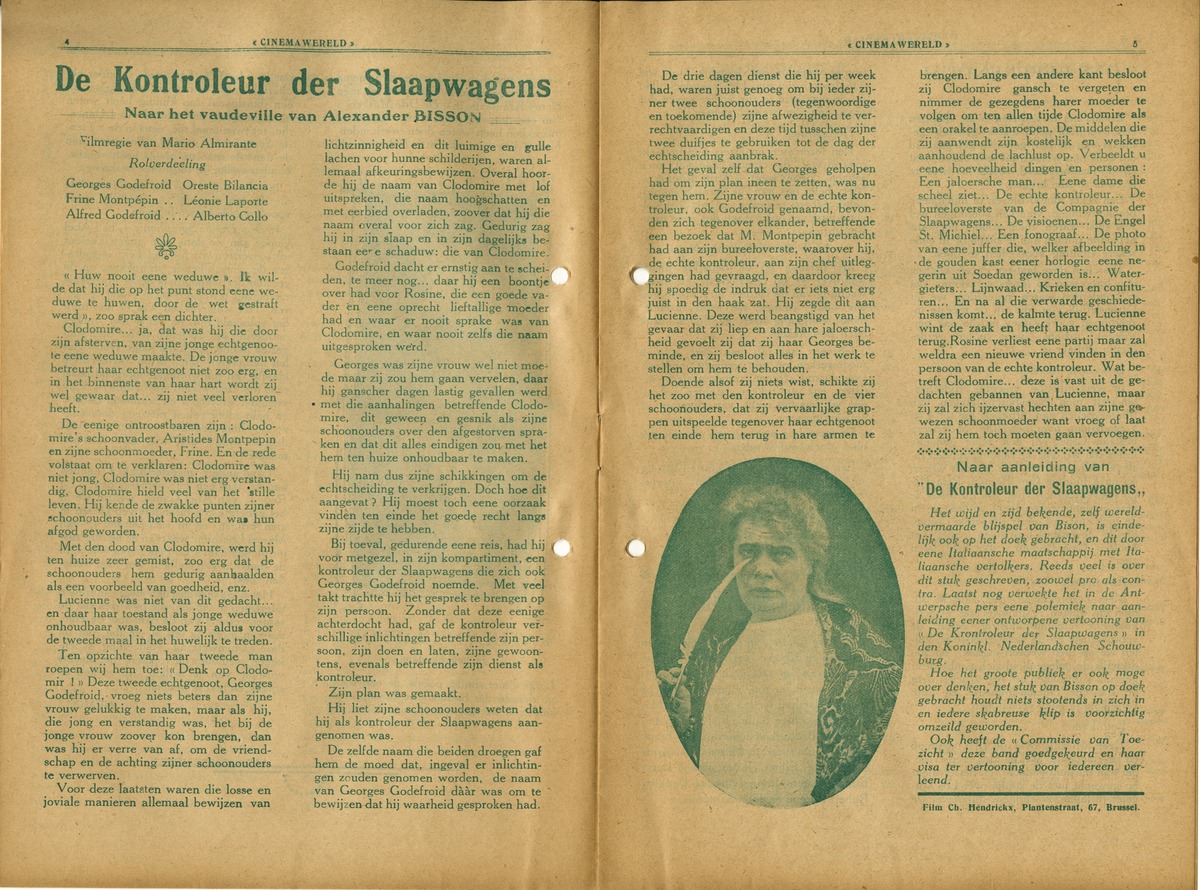 4
« CINEMAWERELD »
De Kontroleur der Slaapwagens
Naar het vaudeville van Alexander BISSON
Filmregie van Mario Almirante
Rolverdeeling
Georges Godefroid Oreste Bilancia
Frine Montpépin .. Léonie Laporte
Alfred Godefroid .... Alberto Collo
« Huw nooit eene weduwe ». Ik wil-
de dat hij die op het punt stond eene we-
duwe te huwen, door de wet gestraft
werd », zoo sprak een dichter.
Clodomire... ja, dat was hij die door
zijn afsterven, van zijne jonge echtgenoo-
te eene weduwe maakte. De jonge vrouw
betreurt haar echtgenoot niet zoo erg, en
in het binnenste van haar hart wordt zij
wel gewaar dat... zij niet veel verloren
heeft.
De eenige ontroostbaren zijn : Clodo-
mire's schoonvader, Aristides Montpepin
en zijne schoonmoeder, Frine. En de rede
volstaat om te verklaren: Clodomire was
niet jong, Clodomire was niet erg verstan-
dig, Clodomire hield veel van het stille
leven. Hij kende de zwakke punten zijner
schoonouders uit het hoofd en was hun
afgod geworden.
Met den dood van Clodomire, werd hij
ten huize zeer gemist, zoo erg dat de
schoonouders hem gedurig aanhaalden
als een voorbeeld van goedheid, enz.
Lucienne was niet van dit gedacht...
en daar haar toestand als jonge weduwe
onhoudbaar was, besloot zij aldus voor
de tweede maal in het huwelijk te treden.
Ten opzichte van haar tweede man
roepen wij hem toe: « Denk op Clodo-
mir ! » Deze tweede echtgenoot, Georges
Godefroid, vroeg niets beters dan zijne
vrouw gelukkig te maken, maar als hij,
die jong en verstandig was, het bij de
jonge vrouw zoover kon brengen, dan
was hij er verre van af, om de vriend-
schap en de achting zijner schoonouders
te verwerven.
Voor deze laatsten waren die losse en
joviale manieren allemaal bewijzen van
lichtzinnigheid en dit luimige en gulle
lachen voor hunne schilderijen, waren al-
lemaal afkeuringsbewijzen. Overal hoor-
de hij de naam van Clodomire met lof
uitspreken, die naam hoogschatten en
met eerbied overladen, zoover dat hij die
naam overal voor zich zag. Gedurig zag
hij in zijn slaap en in zijn dagelijks be-
staan eene schaduw: die van Clodomire.
Godefroid dacht er ernstig aan te schei-
den, te meer nog... daar hij een boontje
over had voor Rosine, die een goede va-
der en eene oprecht lieftallige moeder
had en waar er nooit sprake was van
Clodomire, en waar nooit zelfs die naam
uitgesproken werd.
Georges was zijne vrouw wel niet moe-
de maar zij zou hem gaan vervelen, daar
hij ganscher dagen lastig gevallen werd
met die aanhalingen betreffende Clodo-
mire, dit geween en gesnik als zijne
schoonouders over den afgestorven spra-
ken en dat dit alles eindigen zou met het
hem ten huize onhoudbaar te maken.
Hij nam dus zijne schikkingen om de
echtscheiding te verkrijgen. Doch hoe dit
aangevat ? Hij moest toch eene oorzaak
vinden ten einde het goede recht langs
zijne zijde te hebben.
Bij toeval, gedurende eene reis, had hij
voor metgezel, in zijn kompartiment, een
kontroleur der Slaapwagens die zich ook
Georges Godefroid noemde. Met veel
takt trachtte hij het gesprek te brengen op
zijn persoon. Zonder dat deze eenige
achterdocht had, gaf de kontroleur ver-
schillige inlichtingen betreffende zijn per-
soon, zijn doen en laten, zijne gewoon-
tens, evenals betreffende zijn dienst als
kontroleur.
Zijn plan was gemaakt.
Hij liet zijne schoonouders weten dat
hij als kontroleur der Slaapwagens aan-
genomen was.
De zelfde naam die beiden droegen gaf
hem de moed dat, ingeval er inlichtin-
gen zouden genomen worden, de naam
van Georges Godefroid dààr was om te
bewijzen dat hij waarheid gesproken had.
« CINEMAWERELD »
5
De drie dagen dienst die hij per week
had, waren juist genoeg om bij ieder zij-
ner twee schoonouders (tegenwoordige
en toekomende) zijne afwezigheid te ver-
rechtvaardigen en deze tijd tusschen zijne
twee duifjes te gebruiken tot de dag der
echtscheiding aanbrak.
Het geval zelf dat Georges geholpen
had om zijn plan ineen te zetten, was nu
tegen hem. Zijne vrouw en de echte kon-
troleur, ook Godefroid genaamd, bevon-
den zich tegenover elkander, betreffende
een bezoek dat M. Montpepin gebracht
had aan zijn bureeloverste, waarover hij,
de echte kontroleur, aan zijn chef uitleg-
gingen had gevraagd, en daardoor kreeg
hij spoedig de indruk dat er iets niet erg
juist in den haak zat. Hij zegde dit aan
Lucienne. Deze werd beangstigd van het
gevaar dat zij liep en aan hare jaloersch-
heid gevoelt zij dat zij haar Georges be-
minde, en zij besloot alles in het werk te
stellen om hem te behouden.
Doende alsof zij niets wist, schikte zij
het zoo met den kontroleur en de vier
schoonouders, dat zij vervaarlijke grap-
pen uitspeelde tegenover haar echtgenoot
ten einde hem terug in hare armen te
brengen. Langs een andere kant besloot
zij Clodomire gansch te vergeten en
nimmer de gezegdens harer moeder te
volgen om ten allen tijde Clodomire als
een orakel te aanroepen. De middelen die
zij aanwendt zijn kostelijk en wekken
aanhoudend de lachlust op. Verbeeldt u
eene hoeveelheid dingen en personen :
Een jaloersche man... Eene dame die
scheel ziet... De echte kontroleur... De
bureeloverste van de Compagnie der
Slaapwagens... De visioenen... De Engel
St. Michiel... Een fonograaf... De photo
van eene juffer die, welker afbeelding in
de gouden kast eener horlogie eene ne-
gerin uit Soedan geworden is... Water-
gieters... Lijnwaad... Krieken en confitu-
ren... En na al die verwarde geschiede-
nissen komt... de kalmte terug. Lucienne
wint de zaak en heeft haar echtgenoot
terug.Rosine verliest eene partij maar zal
weldra een nieuwe vriend vinden in den
persoon van de echte kontroleur. Wat be-
treft Clodomire... deze is vast uit de ge-
dachten gebannen van Lucienne, maar
zij zal zich ijzervast hechten aan zijne ge-
wezen schoonmoeder want vroeg of laat
zal zij hem toch moeten gaan vervoegen.
Naar aanleiding van
"De Kontroleur der Slaapwagens„
Het wijd en zijd bekende, zelf wereld-
vermaarde blijspel van Bison, is einde-
lijk ook op het doek gebracht, en dit door
eene Italiaansche maatschappij met Ita-
liaansche vertolkers. Reeds veel is over
dit stuk geschreven, zoowel pro als con-
tra. Laatst nog verwekte het in de Ant-
werpsche pers eene polemiek naar aan-
leiding eener ontworpene vertooning van
« De Krontroleur der Slaapwagens » in
den Koninkl. Nederlandschen Schouw-
burg.
Hoe het groote publiek er ook moge
over denken, het stuk van Bisson op doek
gebracht houdt niets stootends in zich in
en iedere skabreuse klip is voorzichtig
omzeild geworden.
Ook heeft de « Commissie van Toe-
zicht » deze band goedgekeurd en haar
visa ter vertooning voor iedereen ver-
leend.
Film Ch. Hendrickx, Plantenstraat, 67, Brussel.